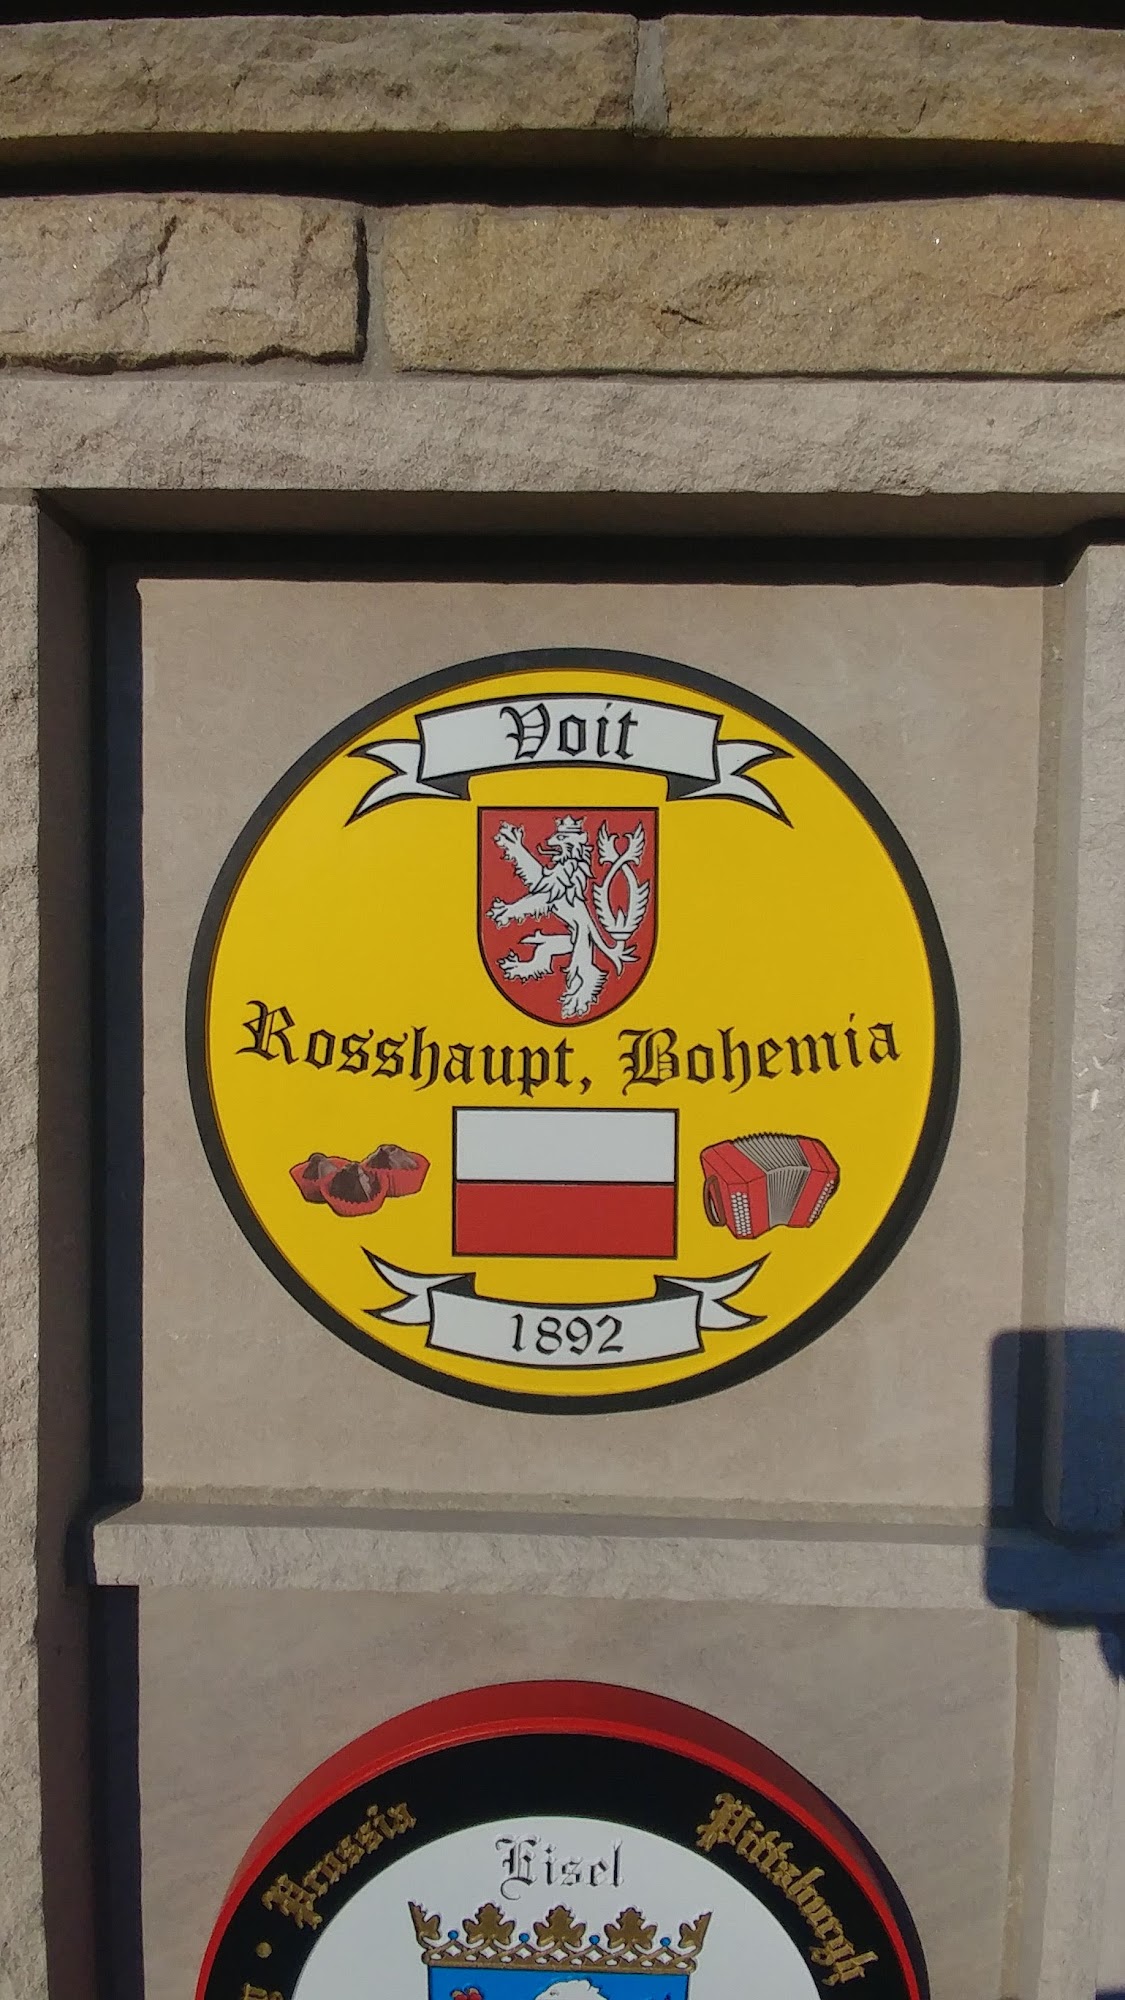 Voit
Rosshaupt, Bohemia
1892
Prussia
Pittsburgh
Eisel